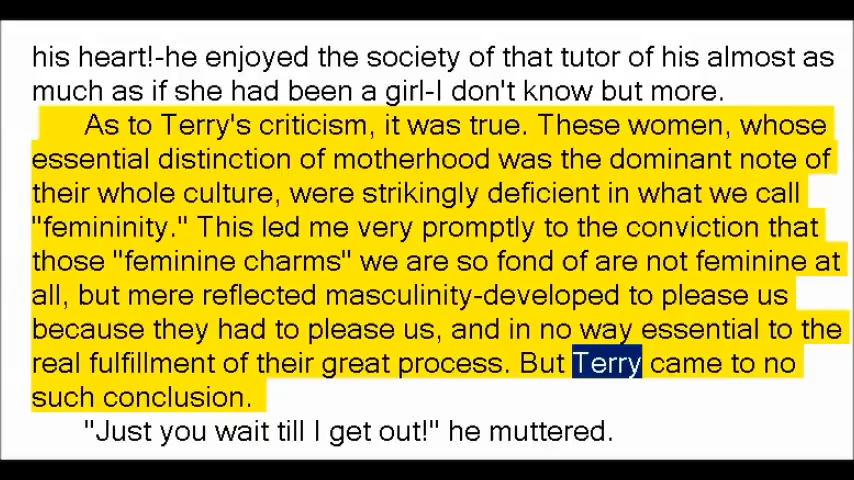 his heart!-he enjoyed the society of that tutor of his almost as
much as if she had been a girl-I don't know but more.
As to Terry's criticism, it was true. These women, whose
essential distinction of motherhood was the dominant note of
their whole culture, were strikingly deficient in what we call
"femininity." This led me very promptly to the conviction that
those "feminine charms" we are so fond of are not feminine at
all, but mere reflected masculinity-developed to please us
because they had to please us, and in no way essential to the
real fulfillment of their great process. But Terry came to no
such conclusion.
"Just you wait till I get out!" he muttered.